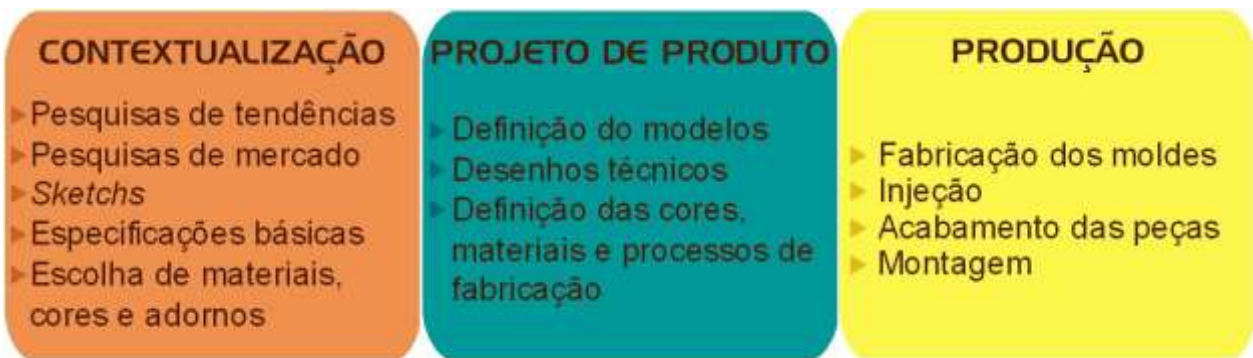 CONTEXTUALIZAÇÃO
Pesquisas de tendências
Pesquisas de mercado
Sketchs
Especificações básicas
Escolha de materiais,
cores e adornos
PROJETO DE PRODUTO
Definição do modelos
Desenhos técnicos
Definição das cores,
materiais e processos de
fabricação
PRODUÇÃO
Fabricação dos moldes
Injeção
Acabamento das peças
Montagem